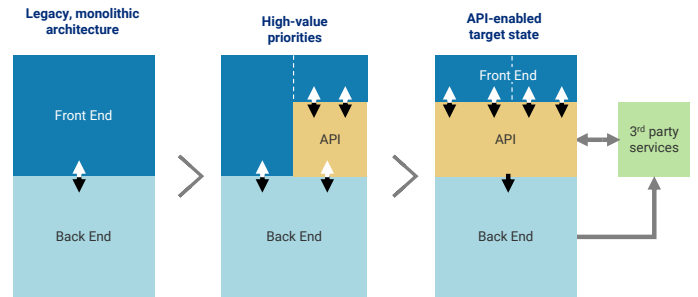 Legacy, monolithic
architecture
High-value
priorities
API-enabled
target state
Front End
Back End
API
Back End
Front End
API
Back End
3rd party
services